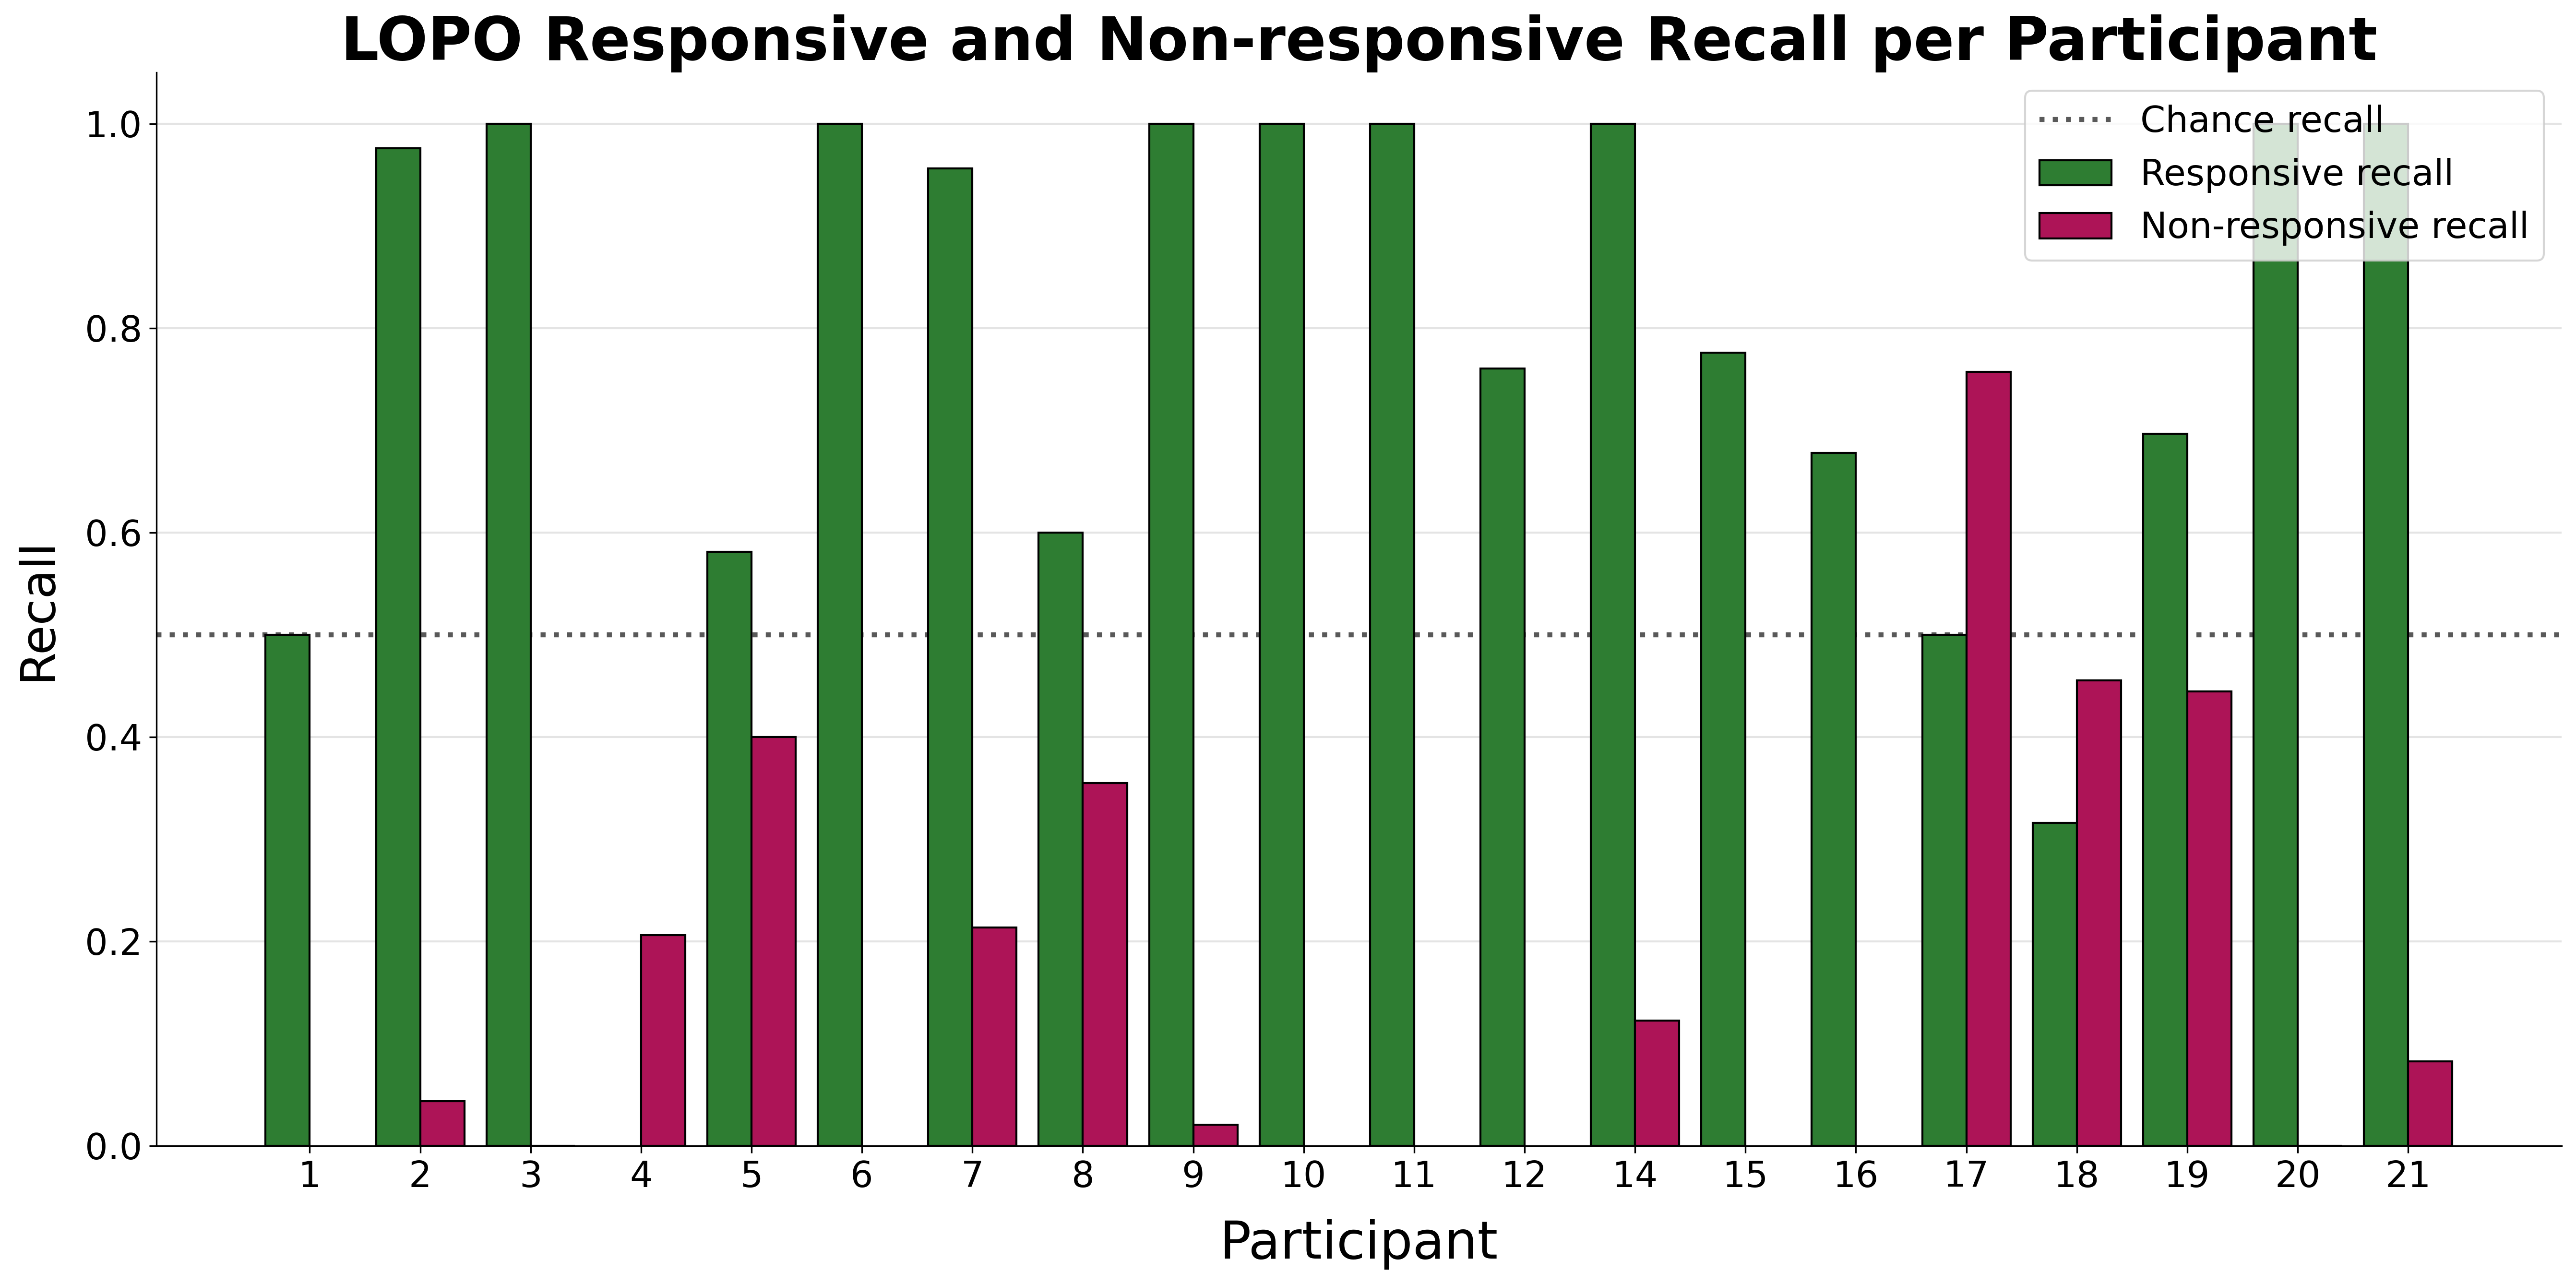 LOPO Responsive and Non-responsive Recall per Participant
Chance recall
Responsive recall
Non-responsive recall
Recall
1.0
0.8
0.6
0.4
0.2
0.0
1 2 3 4 5 6 7 8 9 10 11 12 14 15 16 17 18 19 20 21
Participant